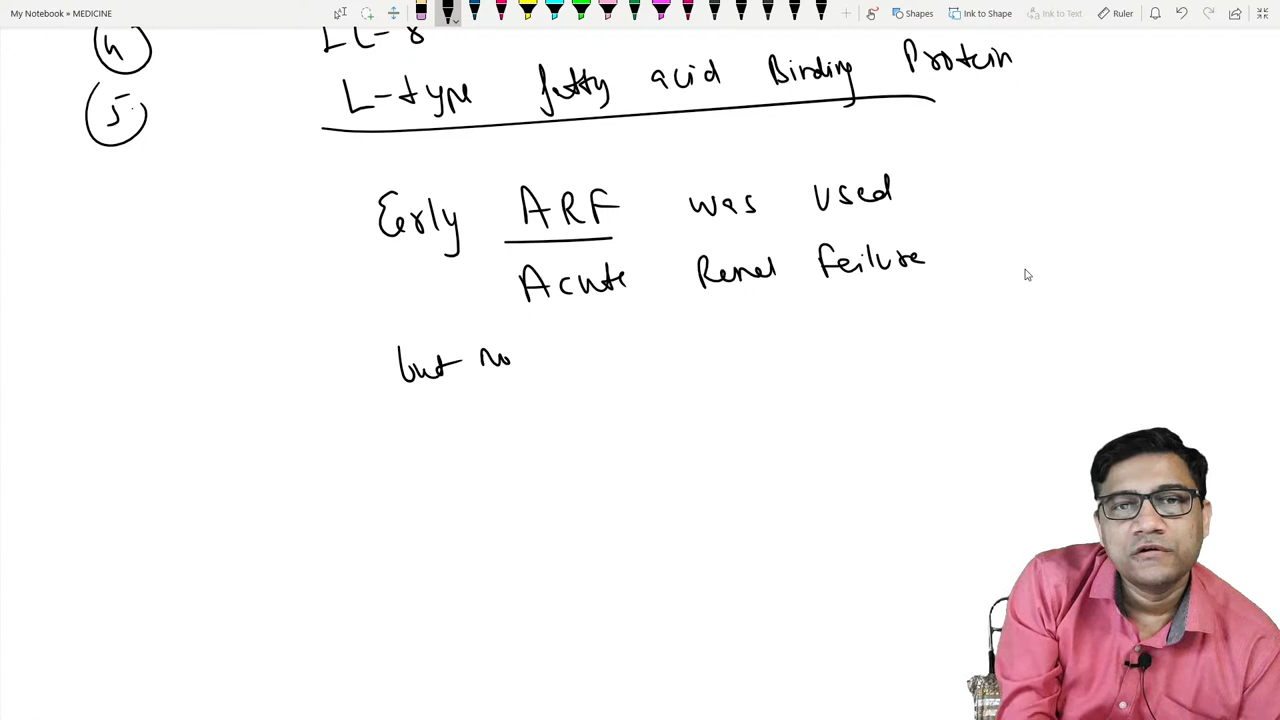 My Notebook » MEDICINE
Shapes
Ink to Shape
Ink to Text
Ruler
4
5
L-type fatty acid Binding Protein
Early ARF was used
Acute Renal Failure
but no